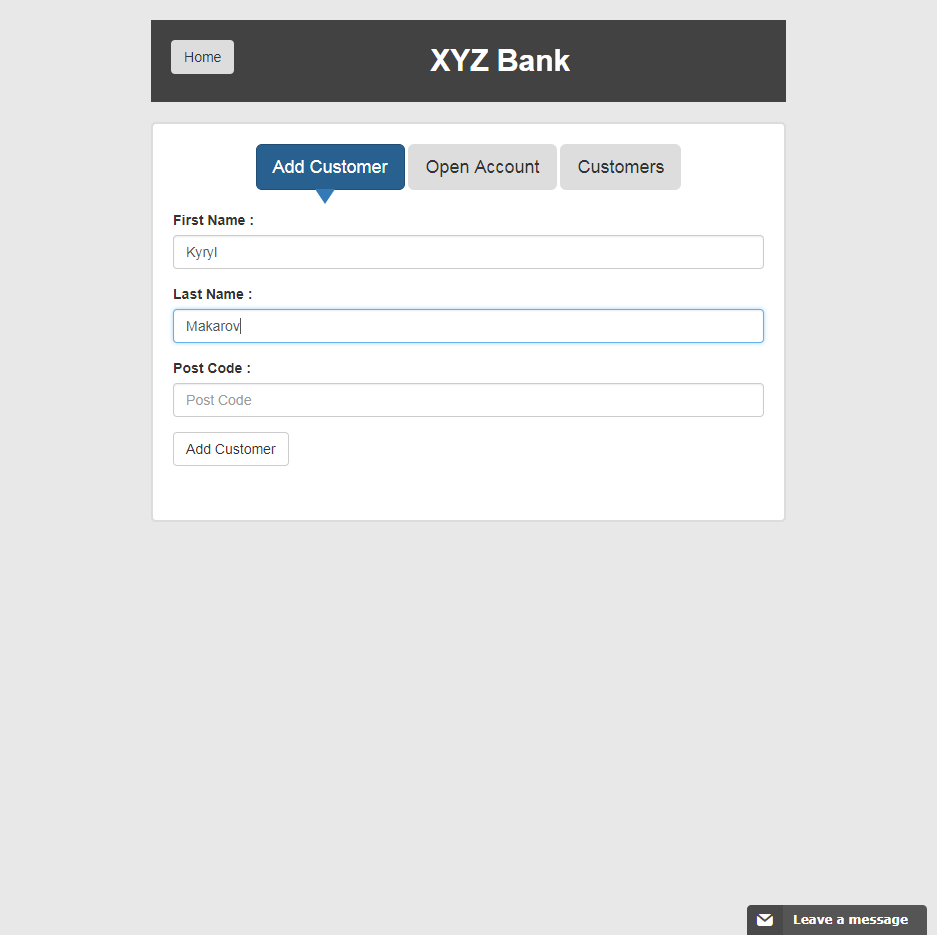 Home
XYZ Bank
Add Customer
Open Account
Customers
First Name :
Kyryl
Last Name :
Makarov
Post Code :
Post Code
Add Customer
Leave a message